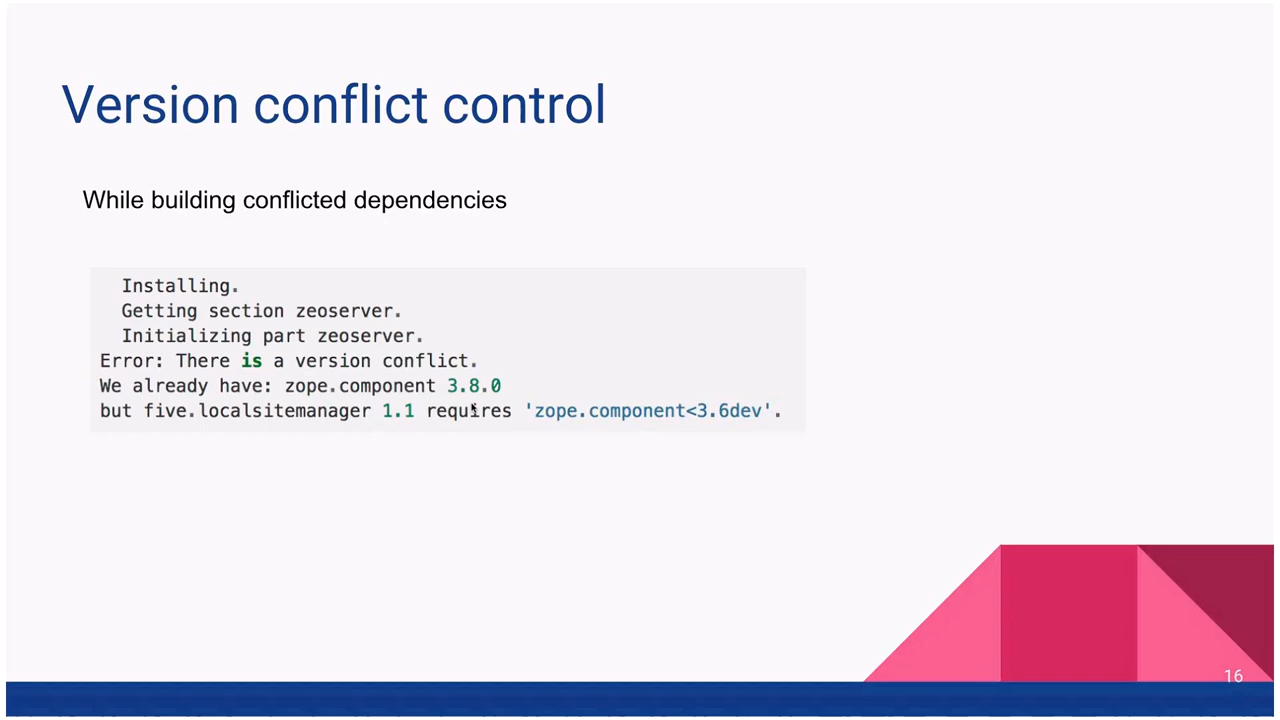 Version conflict control
While building conflicted dependencies
Installing.
Getting section zeoserver.
Initializing part zeoserver.
Error: There is a version conflict.
We already have: zope.component 3.8.0
but five.localsitemanager 1.1 requires 'zope.component<3.6dev'.
16